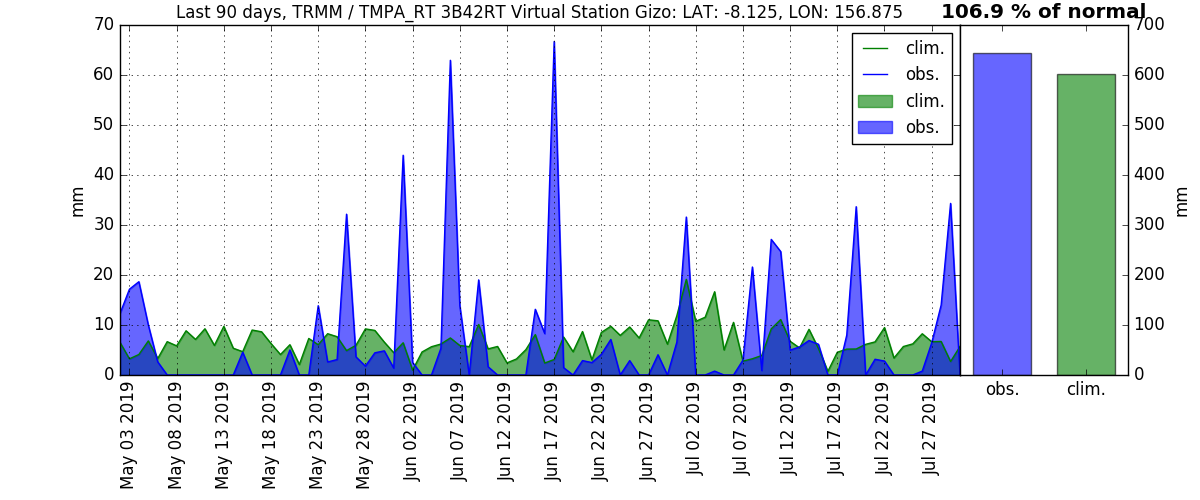 Last 90 days, TRMM / TMPA_RT 3B42RT Virtual Station Gizo: LAT: -8.125, LON: 156.875
106.9 % of normal
70
60
50
40
30
20
10
0
mm
clim.
obs.
clim.
obs.
700
600
500
400
300
200
100
0
mm
May 03 2019
May 08 2019
May 13 2019
May 18 2019
May 23 2019
May 28 2019
Jun 02 2019
Jun 07 2019
Jun 12 2019
Jun 17 2019
Jun 22 2019
Jun 27 2019
Jul 02 2019
Jul 07 2019
Jul 12 2019
Jul 17 2019
Jul 22 2019
Jul 27 2019
obs.
clim.